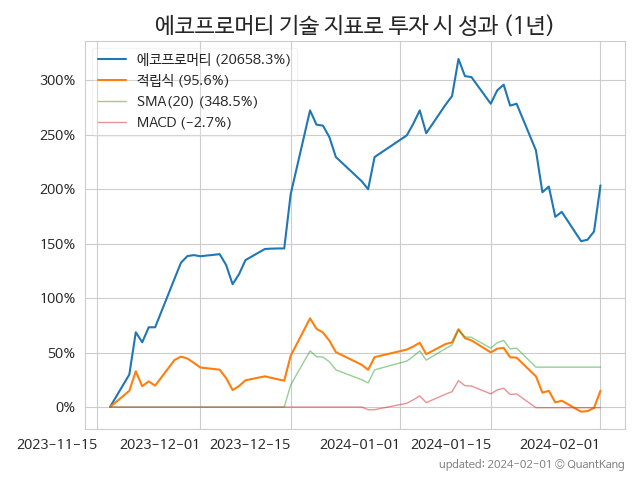 에코프로머티 기술 지표로 투자 시 성과 (1년)
에코프로머티 (20658.3%)
적립식 (95.6%)
SMA(20) (348.5%)
MACD (-2.7%)
300%
250%
200%
150%
100%
50%
0%
2023-11-15 2023-12-01 2023-12-15 2024-01-01 2024-01-15 2024-02-01
updated: 2024-02-01 © QuantKang